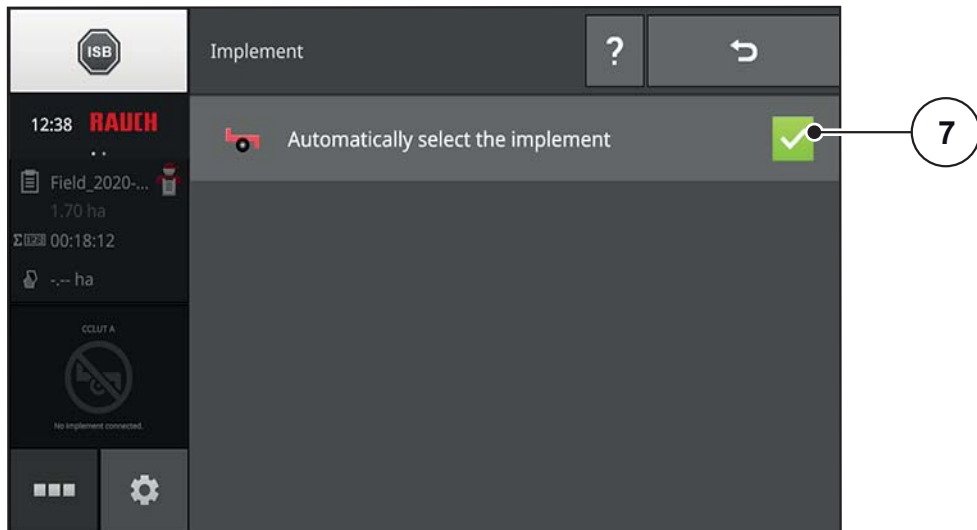 ISB
Implement
?
12:38 RAUCH
Automatically select the implement
7
Field_2020-...
1.70 ha
Σ 123 00:18:12
-,-- ha
CCLUT A
No implement connected.